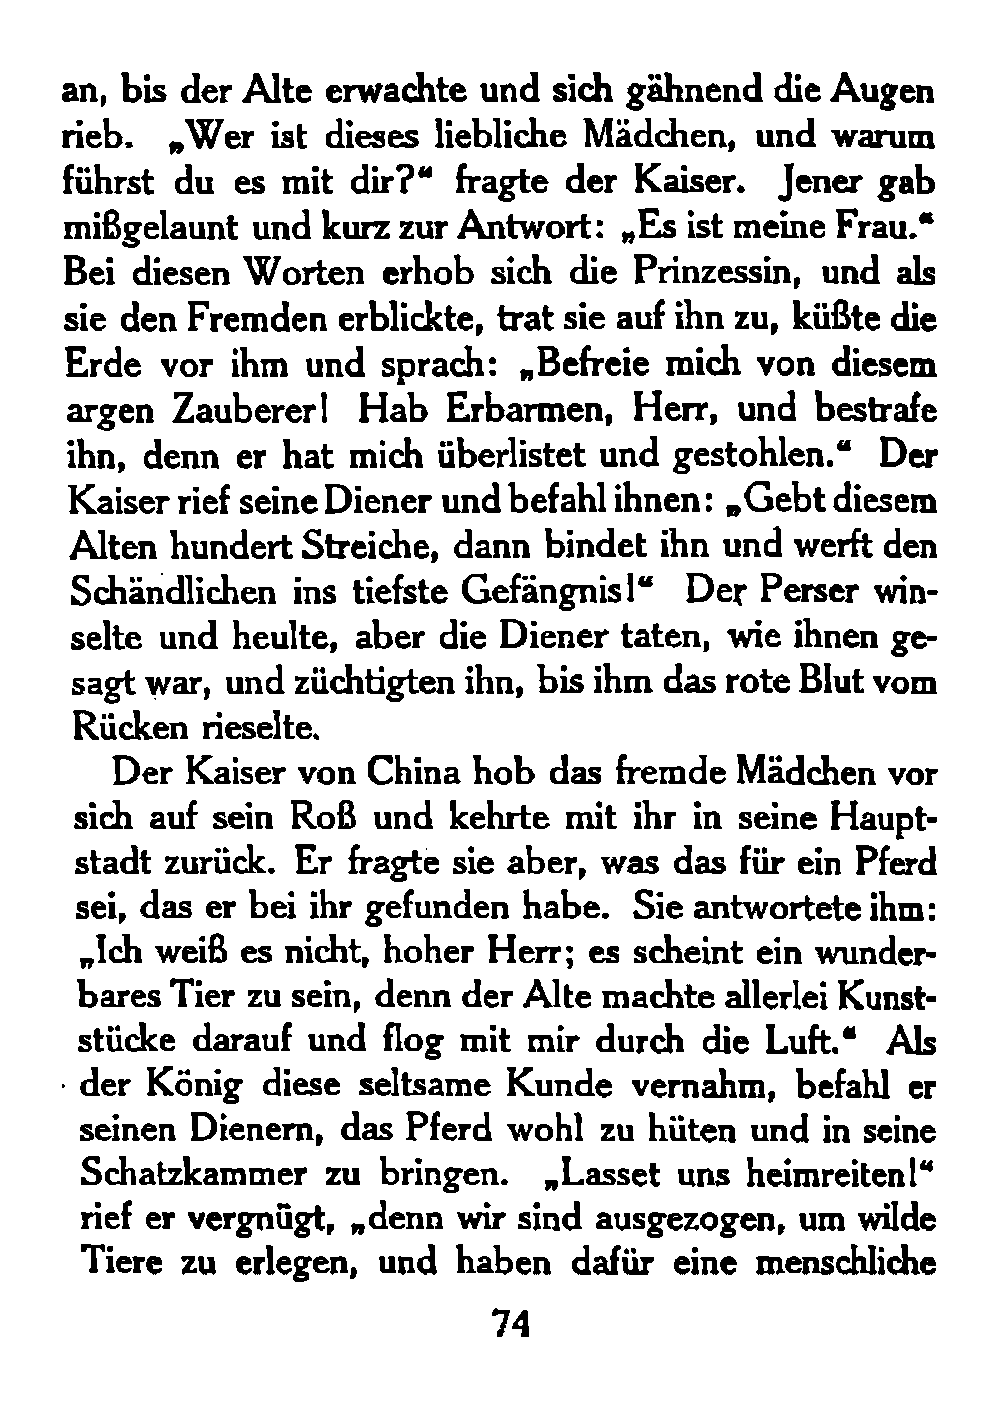 an, bis der Alte erwachte und sich gähnend die Augen
rieb. „Wer ist dieses liebliche Mädchen, und warum
führst du es mit dir?“ fragte der Kaiser. Jener gab
mißgelaunt und kurz zur Antwort: „Es ist meine Frau.“
Bei diesen Worten erhob sich die Prinzessin, und als
sie den Fremden erblickte, trat sie auf ihn zu, küßte die
Erde vor ihm und sprach: „Befreie mich von diesem
argen Zauberer! Hab Erbarmen, Herr, und bestrafe
ihn, denn er hat mich überlistet und gestohlen.“ Der
Kaiser rief seine Diener und befahl ihnen: „Gebt diesem
Alten hundert Streiche, dann bindet ihn und werft den
Schändlichen ins tiefste Gefängnis!“ Der Perser win-
selte und heulte, aber die Diener taten, wie ihnen ge-
sagt war, und züchtigten ihn, bis ihm das rote Blut vom
Rücken rieselte.
Der Kaiser von China hob das fremde Mädchen vor
sich auf sein Roß und kehrte mit ihr in seine Haupt-
stadt zurück. Er fragte sie aber, was das für ein Pferd
sei, das er bei ihr gefunden habe. Sie antwortete ihm:
„Ich weiß es nicht, hoher Herr; es scheint ein wunder-
bares Tier zu sein, denn der Alte machte allerlei Kunst-
stücke darauf und flog mit mir durch die Luft.“ Als
der König diese seltsame Kunde vernahm, befahl er
seinen Dienern, das Pferd wohl zu hüten und in seine
Schatzkammer zu bringen. „Lasset uns heimreiten!“
rief er vergnügt, „denn wir sind ausgezogen, um wilde
Tiere zu erlegen, und haben dafür eine menschliche
74